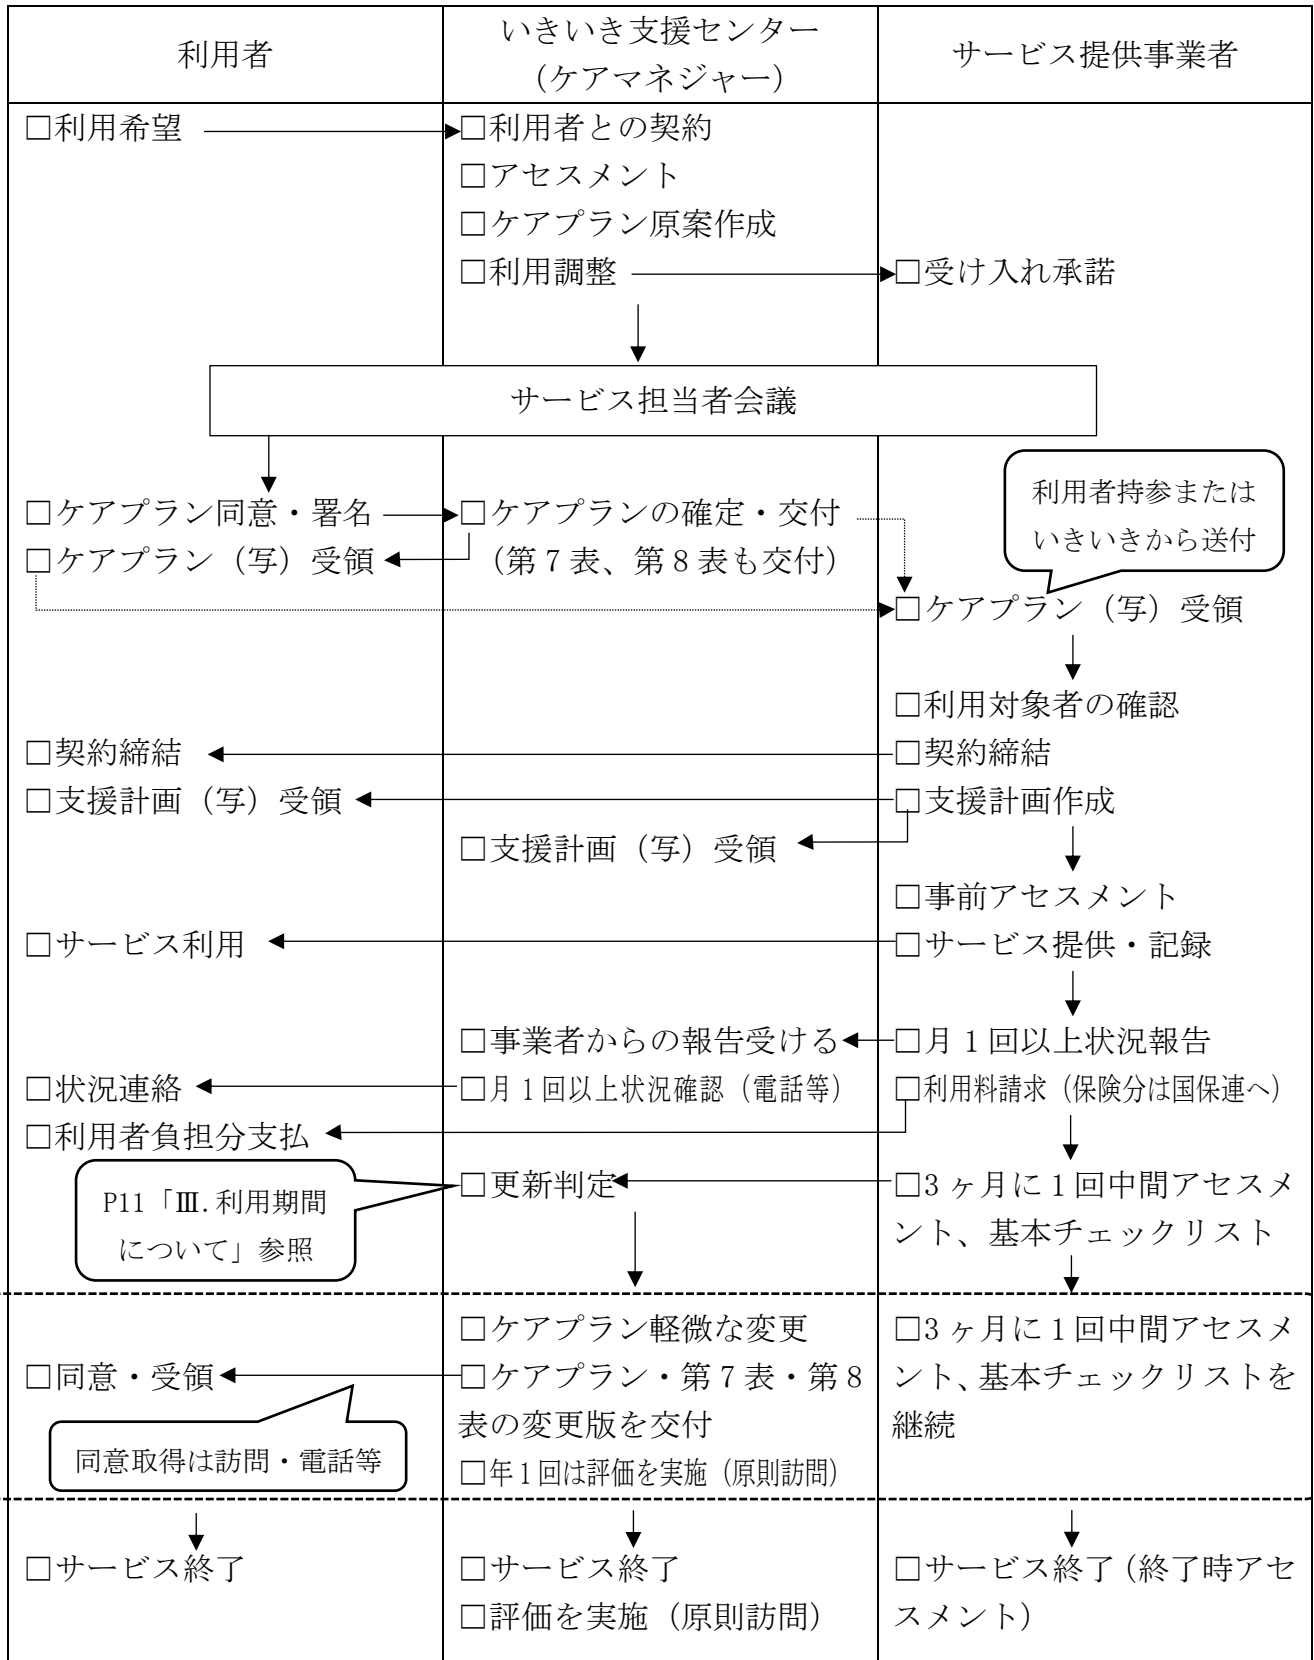 利用者
いきいき支援センター
（ケアマネジャー）
サービス提供事業者
□利用希望
□利用者との契約
□アセスメント
□ケアプラン原案作成
□利用調整
□受け入れ承諾
サービス担当者会議
利用者持参または
いきいきから送付
□ケアプラン同意・署名
□ケアプランの確定・交付
□ケアプラン（写）受領
（第７表、第８表も交付）
□ケアプラン（写）受領
□利用対象者の確認
□契約締結
□契約締結
□支援計画（写）受領
□支援計画作成
□支援計画（写）受領
□事前アセスメント
□サービス利用
□サービス提供・記録
□事業者からの報告受ける
□月１回以上状況報告
□状況連絡
□月１回以上状況確認（電話等）
□利用料請求（保険分は国保連へ）
□利用者負担分支払
P11「Ⅲ.利用期間
について」参照
□更新判定
□3ヶ月に１回中間アセスメ
ント、基本チェックリスト
□ケアプラン軽微な変更
□3ヶ月に１回中間アセスメ
□同意・受領
□ケアプラン・第７表・第８
ント、基本チェックリストを
表の変更版を交付
継続
同意取得は訪問・電話等
□年１回は評価を実施（原則訪問）
□サービス終了
□サービス終了
□サービス終了（終了時アセ
□評価を実施（原則訪問）
スメント）